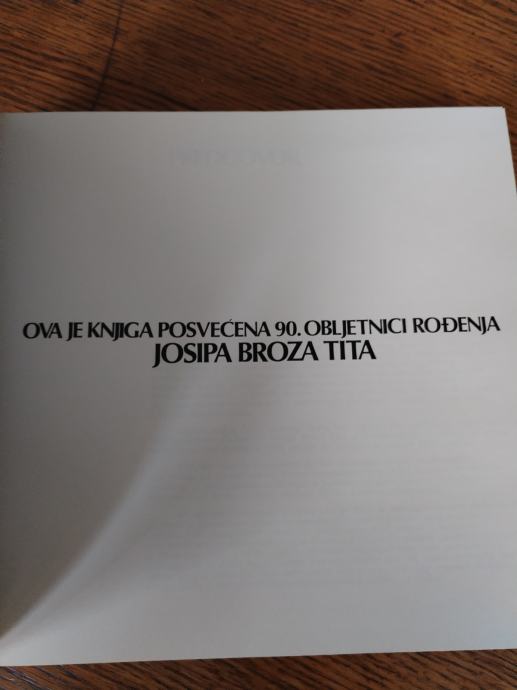 OVA JE KNJIGA POSVEĆENA 90. OBLJETNICI ROĐENJA
JOSIPA BROZA TITA